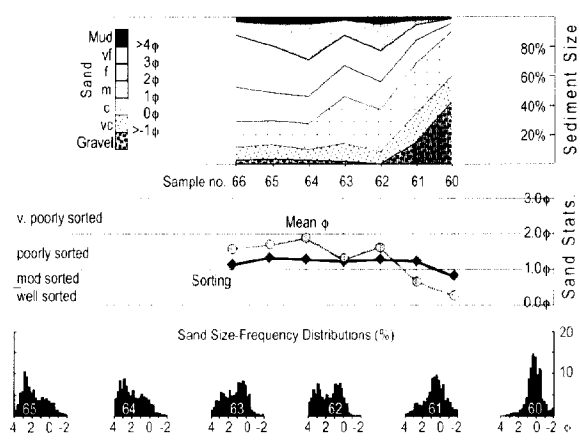 Mud
vf
f
m
c
vc
Gravel
Sand
>4φ
3φ
2φ
1φ
0φ
>-1φ
80%
60%
40%
20%
Sediment Size
Sample no. 66 65 64 63 62 61 60
v. poorly sorted
poorly sorted
mod sorted
well sorted
Mean φ
Sorting
3.0φ
2.0φ
1.0φ
0.0φ
Sand Stats.
Sand Size-Frequency Distributions (%)
20
10
0
65 64 63 62 61 60
4 2 0 -2 4 2 0 -2 4 2 0 -2 4 2 0 -2 4 2 0 -2 4 2 0 -2 φ